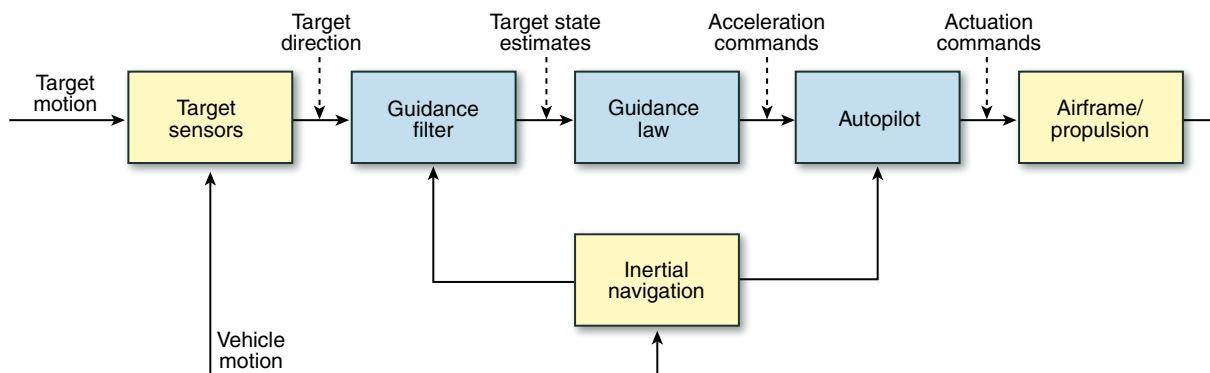 Target
direction
Target state
estimates
Acceleration
commands
Actuation
commands
Target
motion
Target
sensors
Guidance
filter
Guidance
law
Autopilot
Airframe/
propulsion
Inertial
navigation
Vehicle
motion